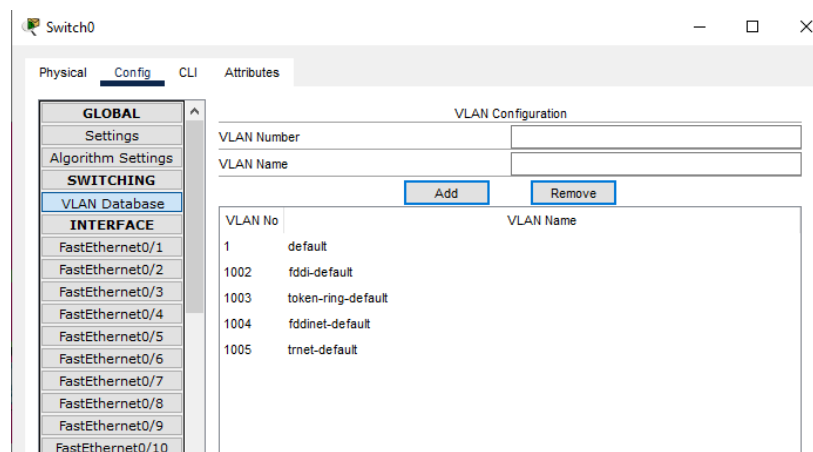 Switch0
Physical Config CLI Attributes
GLOBAL
Settings
Algorithm Settings
SWITCHING
VLAN Database
INTERFACE
FastEthernet0/1
FastEthernet0/2
FastEthernet0/3
FastEthernet0/4
FastEthernet0/5
FastEthernet0/6
FastEthernet0/7
FastEthernet0/8
FastEthernet0/9
FastEthernet0/10
VLAN Configuration
VLAN Number
VLAN Name
Add Remove
VLAN No VLAN Name
1 default
1002 fddi-default
1003 token-ring-default
1004 fddinet-default
1005 trnet-default